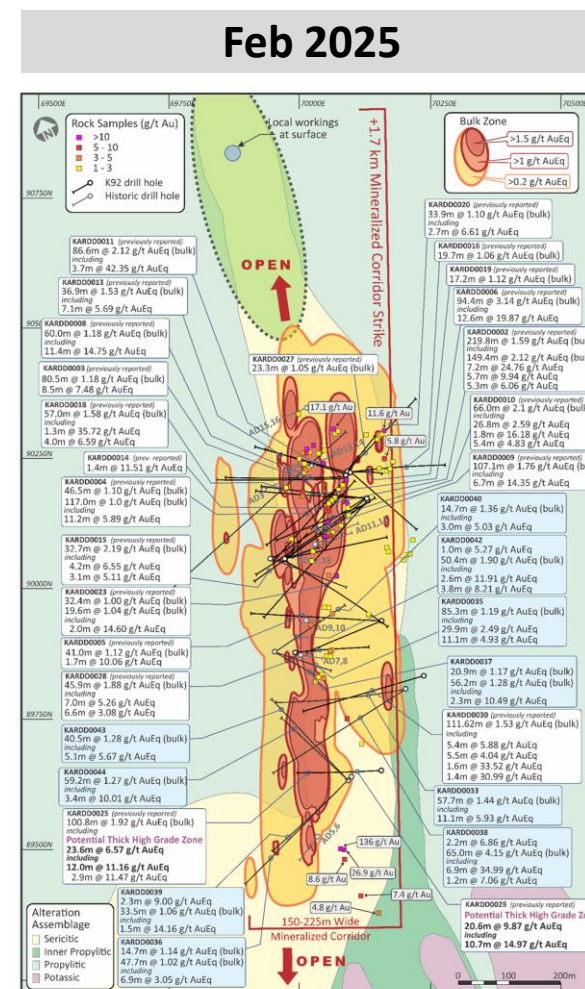 Feb 2025
69500E
69750E
70000E
70250E
70500E
Rock Samples (g/t Au)
>10
5 - 10
3 - 5
1 - 3
K92 drill hole
Historic drill hole
Local workings
at surface
+1.7 km Mineralized Corridor Strike
Bulk Zone
>1.5 g/t AuEq
>1 g/t AuEq
>0.2 g/t AuEq
90750N
OPEN
KARDD0011 (previously reported)
86.6m @ 2.12 g/t AuEq (bulk)
including
3.7m @ 42.35 g/t AuEq
KARDD0013 (previously reported)
36.9m @ 1.53 g/t AuEq (bulk)
including
7.1m @ 5.69 g/t AuEq
KARDD0008 (previously reported)
60.0m @ 1.18 g/t AuEq (bulk)
including
11.4m @ 14.75 g/t AuEq
KARDD0003 (previously reported)
80.5m @ 1.18 g/t AuEq (bulk)
8.5m @ 7.48 g/t AuEq
KARDD0018 (previously reported)
57.0m @ 1.58 g/t AuEq (bulk)
including
1.3m @ 35.72 g/t AuEq
4.0m @ 6.59 g/t AuEq
KARDD0014 (prev. reported)
1.4m @ 11.51 g/t AuEq
KARDD0004 (previously reported)
46.5m @ 1.10 g/t AuEq (bulk)
117.0m @ 1.0 g/t AuEq (bulk)
including
11.2m @ 5.89 g/t AuEq
KARDD0015 (previously reported)
32.7m @ 2.19 g/t AuEq (bulk)
including
4.2m @ 6.55 g/t AuEq
3.1m @ 5.11 g/t AuEq
KARDD0023 (previously reported)
32.4m @ 1.00 g/t AuEq (bulk)
19.6m @ 1.04 g/t AuEq (bulk)
including
2.0m @ 14.60 g/t AuEq
KARDD0005 (previously reported)
41.0m @ 1.12 g/t AuEq (bulk)
1.7m @ 10.06 g/t AuEq
KARDD0028 (previously reported)
45.9m @ 1.88 g/t AuEq (bulk)
including
7.0m @ 5.26 g/t AuEq
6.6m @ 3.08 g/t AuEq
KARDD0043
40.5m @ 1.28 g/t AuEq (bulk)
including
5.1m @ 5.67 g/t AuEq
KARDD0044
59.2m @ 1.27 g/t AuEq (bulk)
including
3.4m @ 10.01 g/t AuEq
KARDD0025 (previously reported)
100.8m @ 1.92 g/t AuEq (bulk)
including
Potential Thick High Grade Zone
23.6m @ 6.57 g/t AuEq
including
12.0m @ 11.16 g/t AuEq
2.9m @ 11.47 g/t AuEq
KARDD0039
2.3m @ 9.00 g/t AuEq
33.5m @ 1.06 g/t AuEq (bulk)
including
1.5m @ 14.16 g/t AuEq
KARDD0036
14.7m @ 1.14 g/t AuEq (bulk)
47.7m @ 1.02 g/t AuEq (bulk)
including
6.9m @ 3.05 g/t AuEq
KARDD0027 (previously reported)
23.3m @ 1.05 g/t AuEq (bulk)
17.1 g/t Au
11.6 g/t Au
5.8 g/t Au
AD15,16
AD9,10
AD7,8
AD5,6
90250N
90000N
89750N
89500N
KARDD0020 (previously reported)
33.9m @ 1.10 g/t AuEq (bulk)
2.7m @ 6.61 g/t AuEq
KARDD0016 (previously reported)
19.7m @ 1.06 g/t AuEq (bulk)
KARDD0019 (previously reported)
17.2m @ 1.12 g/t AuEq (bulk)
KARDD0006 (previously reported)
94.4m @ 3.14 g/t AuEq (bulk)
including
12.6m @ 19.87 g/t AuEq
KARDD0002 (previously reported)
219.8m @ 1.59 g/t AuEq (bu
including
149.4m @ 2.12 g/t AuEq (bu
7.2m @ 24.76 g/t AuEq
5.7m @ 9.94 g/t AuEq
5.3m @ 6.06 g/t AuEq
KARDD0010 (previously reported)
66.0m @ 2.1 g/t AuEq (bulk)
26.8m @ 2.59 g/t AuEq
1.8m @ 16.18 g/t AuEq
5.4m @ 4.83 g/t AuEq
KARDD0009 (previously reported)
107.1m @ 1.76 g/t AuEq (b
including
6.7m @ 14.35 g/t AuEq
KARDD0040
14.7m @ 1.36 g/t AuEq (bulk)
including
3.0m @ 5.03 g/t AuEq
KARDD0042
1.0m @ 5.27 g/t AuEq
50.4m @ 1.90 g/t AuEq (bulk)
including
2.6m @ 11.91 g/t AuEq
3.8m @ 8.21 g/t AuEq
KARDD0035
85.3m @ 1.19 g/t AuEq (bulk)
including
29.9m @ 2.49 g/t AuEq
11.1m @ 4.93 g/t AuEq
KARDD0037
20.9m @ 1.17 g/t AuEq (bulk)
56.2m @ 1.28 g/t AuEq (bulk)
including
2.3m @ 10.49 g/t AuEq
KARDD0030 (previously reported)
111.62m @ 1.53 g/t AuEq (bulk)
including
5.4m @ 5.88 g/t AuEq
5.5m @ 4.04 g/t AuEq
1.6m @ 33.52 g/t AuEq
1.4m @ 30.99 g/t AuEq
KARDD0033
57.7m @ 1.44 g/t AuEq (bulk)
including
11.1m @ 5.93 g/t AuEq
KARDD0038
2.2m @ 6.86 g/t AuEq
65.0m @ 4.15 g/t AuEq (bulk)
including
6.9m @ 34.99 g/t AuEq
1.2m @ 7.06 g/t AuEq
KARDD0029 (previously reported)
Potential Thick High Grade Zo
20.6m @ 9.87 g/t AuEq
including
10.7m @ 14.97 g/t AuEq
136 g/t Au
8.6 g/t Au
26.9 g/t Au
7.4 g/t Au
4.8 g/t Au
150-225m Wide
Mineralized Corridor
OPEN
Alteration
Assemblage
Sericitic
Inner Propylitic
Propylitic
Potassic
0
100
200m